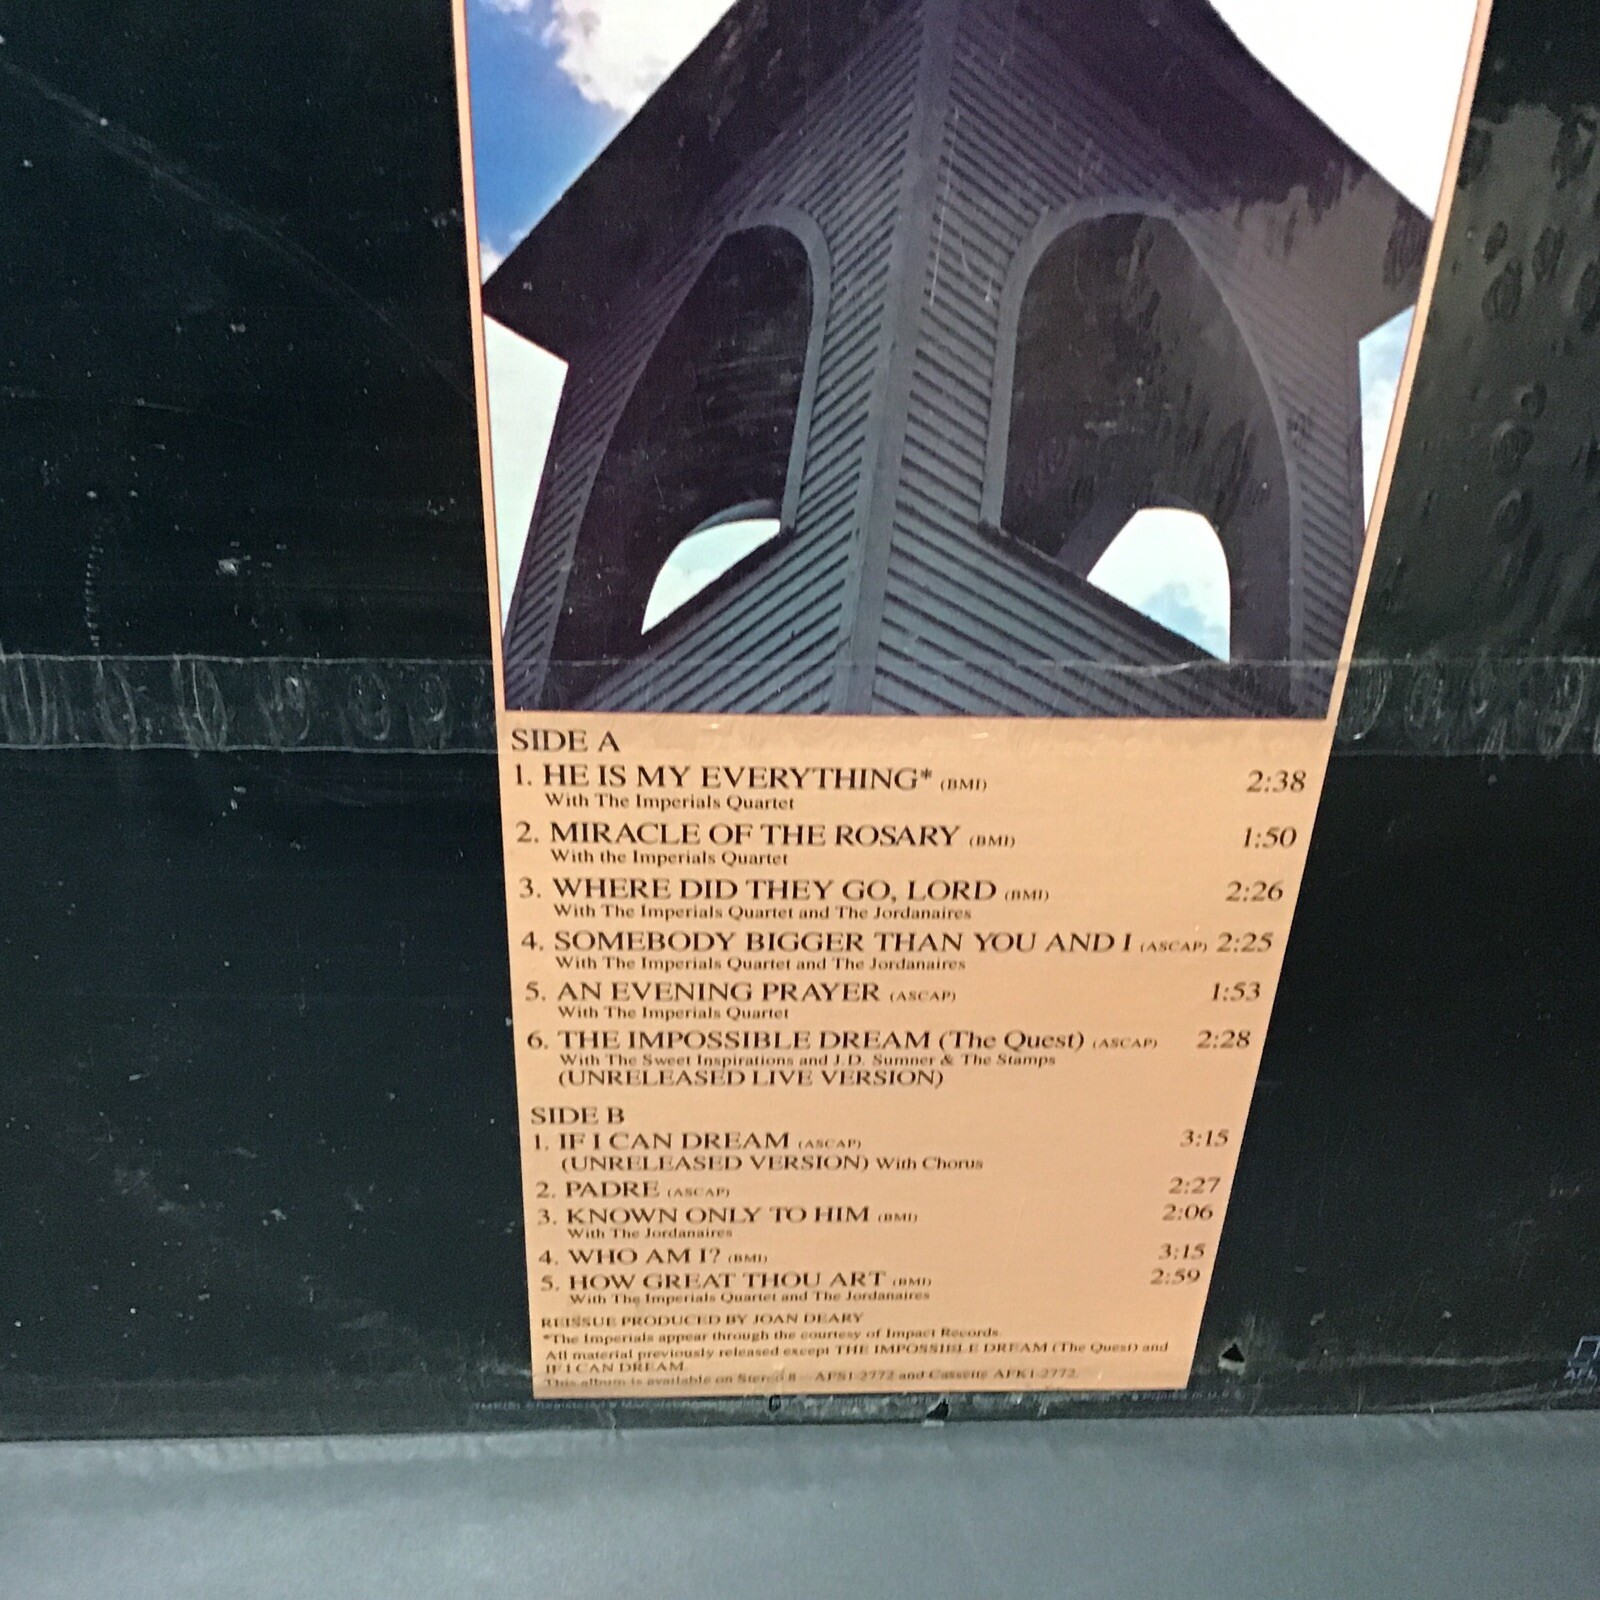 SIDE A
1. HE IS MY EVERYTHING* (BMI) 2:38
With The Imperials Quartet
2. MIRACLE OF THE ROSARY (BMI) 1:50
With the Imperials Quartet
3. WHERE DID THEY GO, LORD (BMI) 2:26
With The Imperials Quartet and The Jordanaires
4. SOMEBODY BIGGER THAN YOU AND I (ASCAP) 2:25
With The Imperials Quartet and The Jordanaires
5. AN EVENING PRAYER (ASCAP) 1:53
With The Imperials Quartet
6. THE IMPOSSIBLE DREAM (The Quest) (ASCAP) 2:28
With The Sweet Inspirations and J.D. Sumner & The Stamps
(UNRELEASED LIVE VERSION)
SIDE B
1. IF I CAN DREAM (ASCAP) 3:15
(UNRELEASED VERSION) With Chorus
2. PADRE (ASCAP) 2:27
3. KNOWN ONLY TO HIM (BMI) 2:06
With The Jordanaires
4. WHO AM I? (BMI) 3:15
5. HOW GREAT THOU ART (BMI) 2:59
With The Imperials Quartet and The Jordanaires
REISSUE PRODUCED BY JOAN DEARY
*The Imperials appear through the courtesy of Impact Records.
All material previously released except THE IMPOSSIBLE DREAM (The Quest) and
IF I CAN DREAM.
This album is available on Stereo 8 — AFS1-2772 and Cassette AFK1-2772.